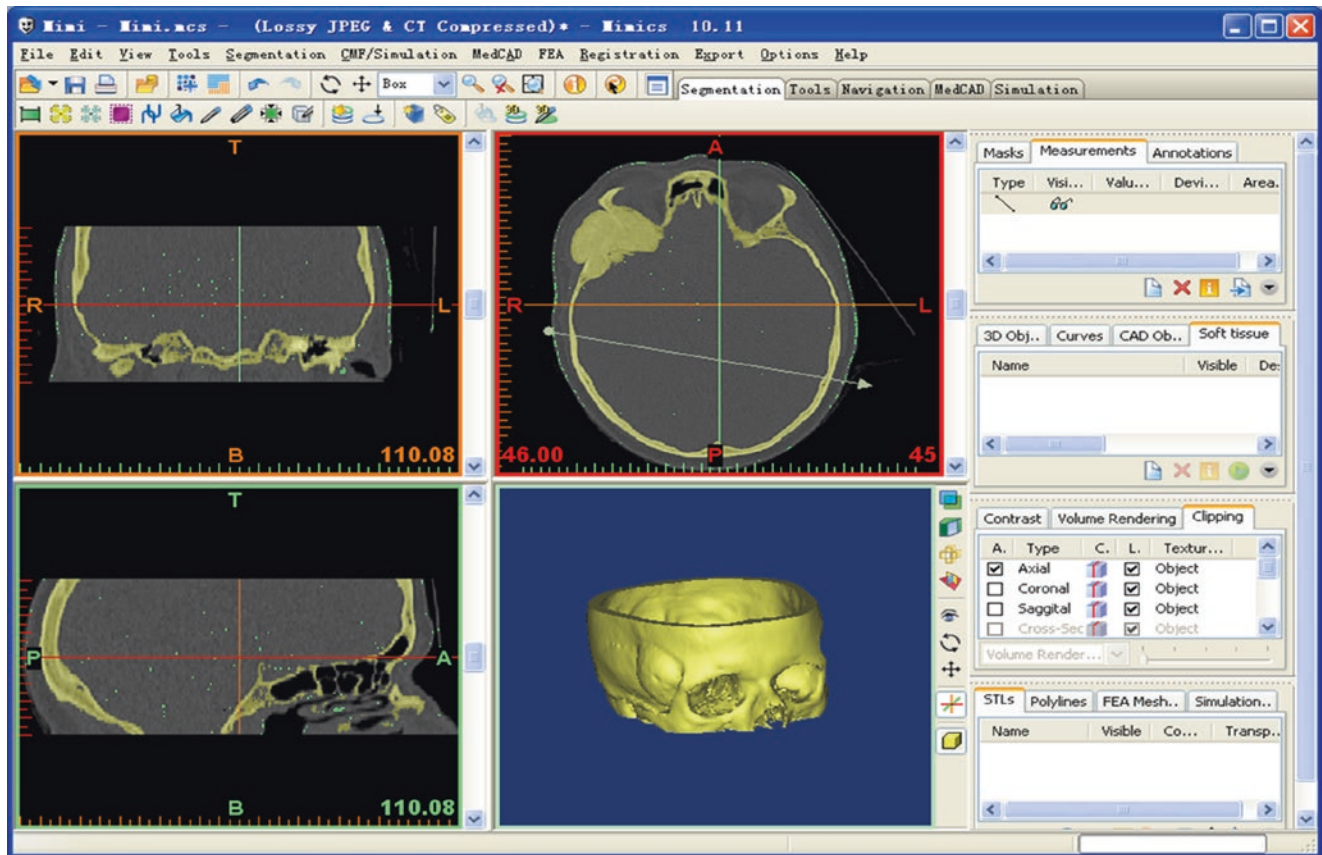 Mimi - Mimi.mcs - (Lossy JPEG & CT Compressed)* - Mimics 10.11
File Edit View Tools Segmentation CMF/Simulation MedCAD FEA Registration Export Options Help
Box
Segmentation Tools Navigation MedCAD Simulation
T
R
L
B
110.08
A
R
L
46.00
P
45
T
P
A
B
110.08
Masks Measurements Annotations
Type Visi... Valu... Devi... Area.
3D Obj.. Curves CAD Ob.. Soft tissue
Name Visible De:
Contrast Volume Rendering Clipping
A. Type C. L. Textur...
Axial Object
Coronal Object
Saggital Object
Cross-Sec Object
Volume Render...
STLs Polylines FEA Mesh.. Simulation..
Name Visible Co... Transp..